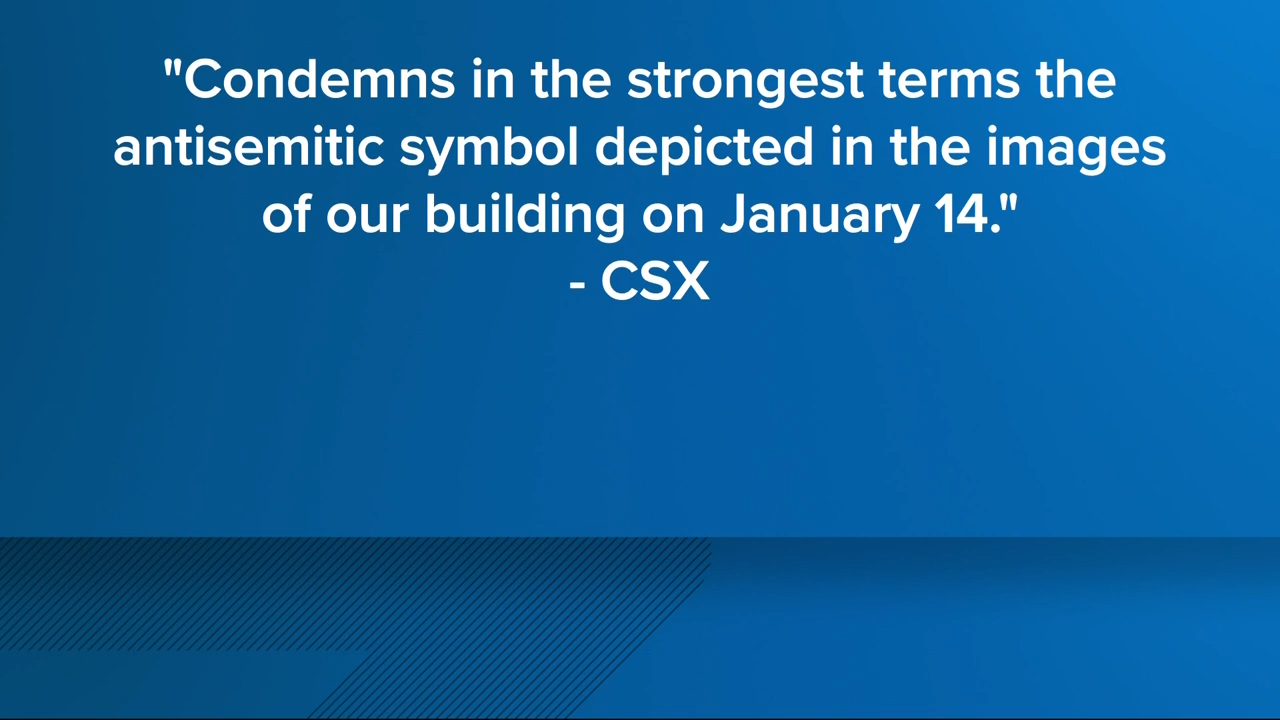 "Condemns in the strongest terms the
antisemitic symbol depicted in the images
of our building on January 14."
- CSX